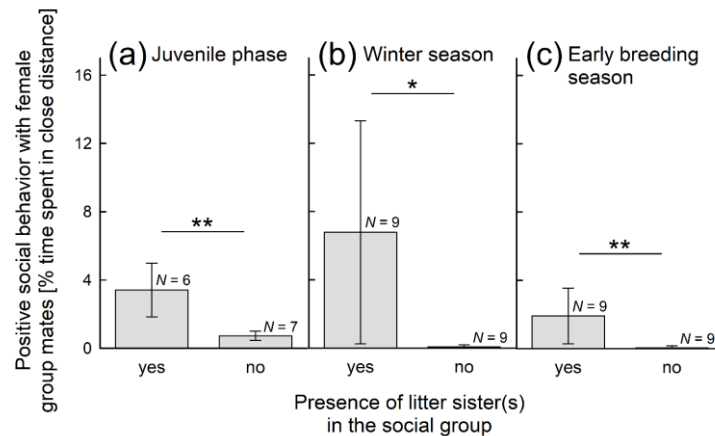 Positive social behavior with female
group mates [% time spent in close distance]
16
12
8
4
0
(a) Juvenile phase
**
N = 6
N = 7
yes
no
(b) Winter season
*
N = 9
N = 9
yes
no
(c) Early breeding
season
**
N = 9
N = 9
yes
no
Presence of litter sister(s)
in the social group